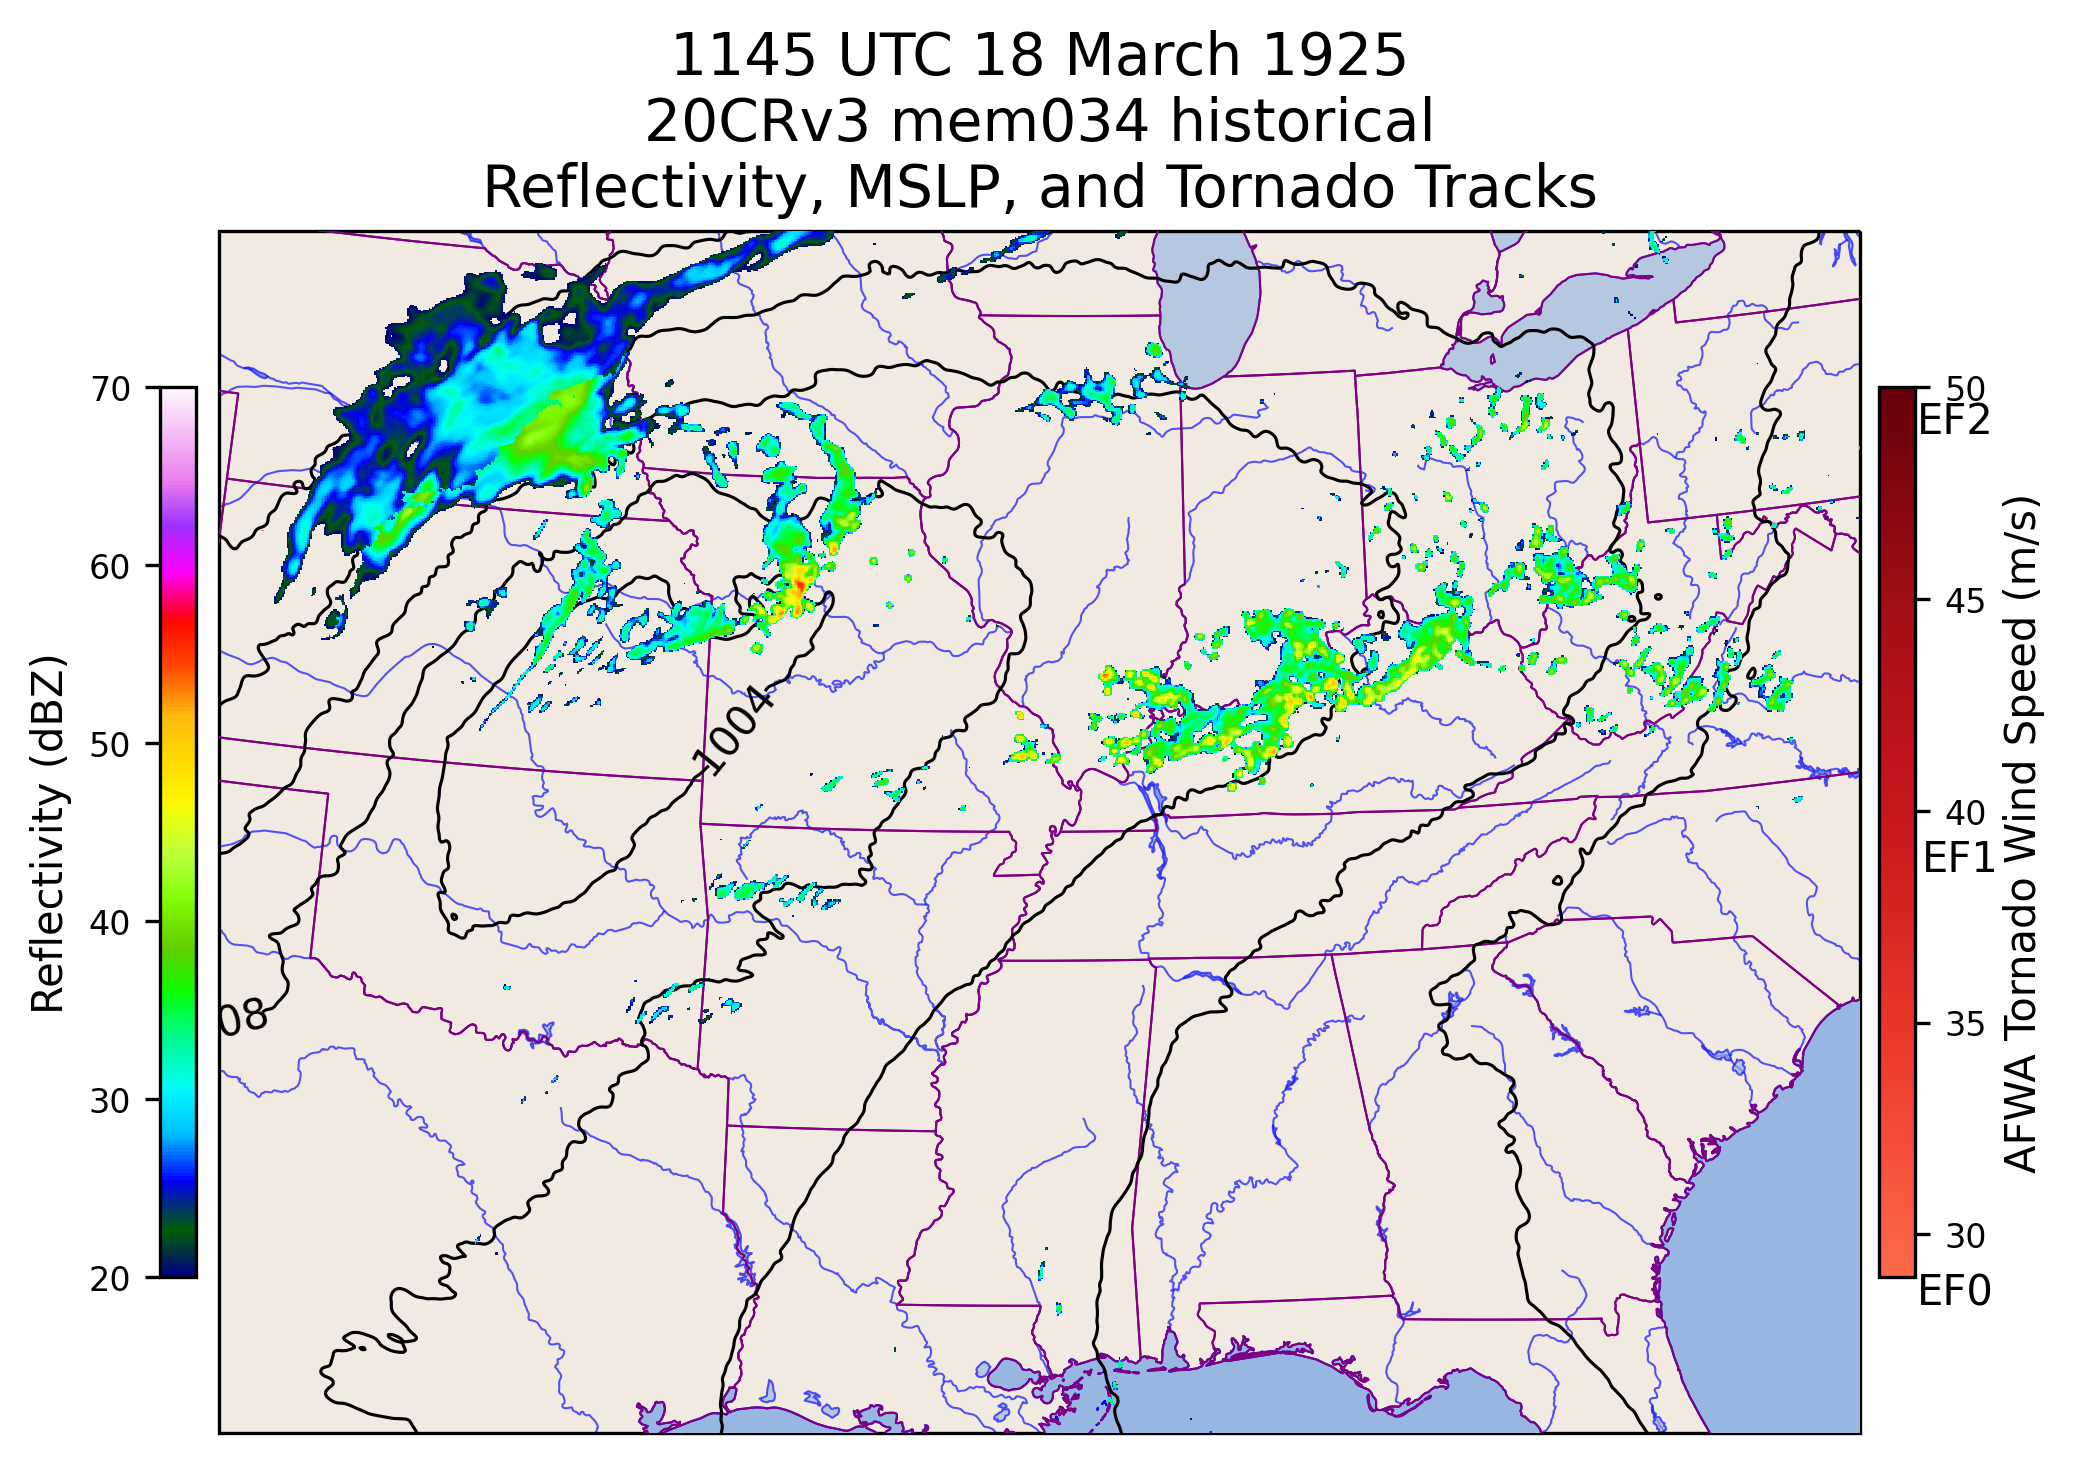 1145 UTC 18 March 1925
20CRv3 mem034 historical
Reflectivity, MSLP, and Tornado Tracks
70
60
50
40
30
20
Reflectivity (dBZ)
1004
08
50
EF2
45
40
EF1
35
30
EF0
AFWA Tornado Wind Speed (m/s)